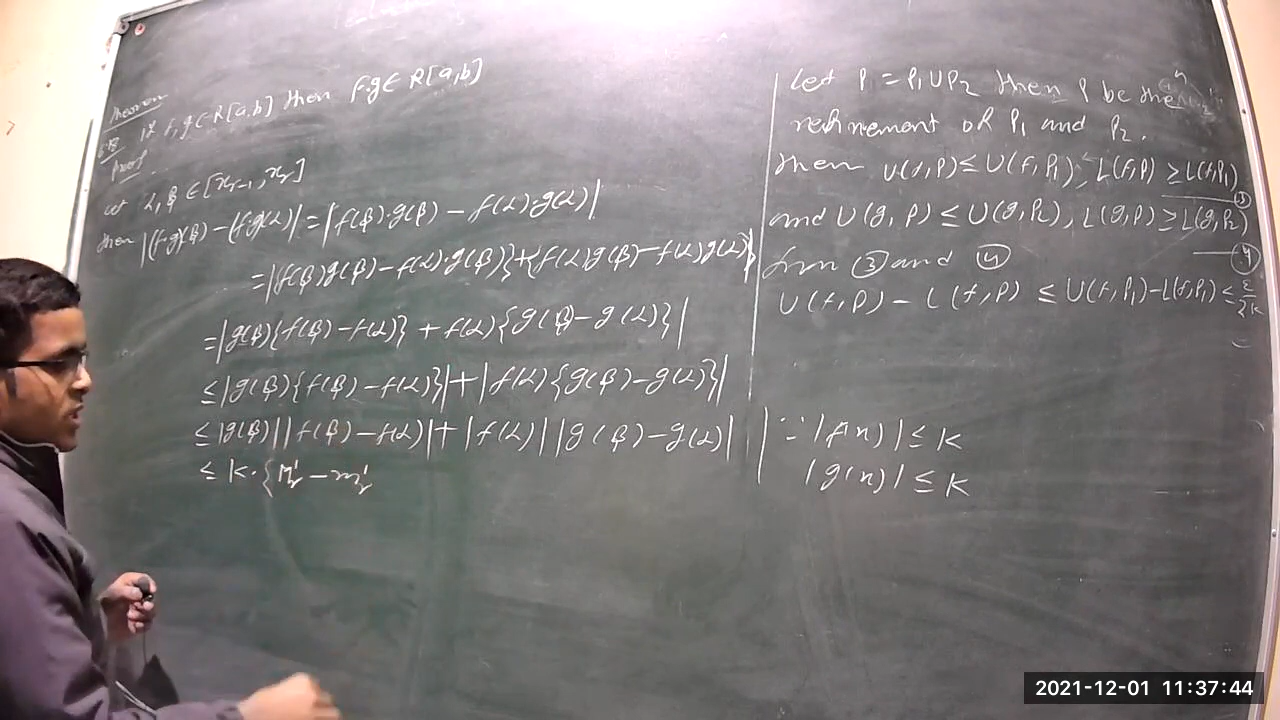 Theorem
If f, g ∈ R[a,b] then f.g ∈ R[a,b]
Proof
Let α, β ∈ [x_{r-1}, x_r]
then |(f.g)(β) - (f.g)(α)| = |f(β).g(β) - f(α).g(α)|
= |f(β)g(β) - f(α).g(β)} + {f(α)g(β) - f(α)g(α)}|
= |g(β){f(β) - f(α)} + f(α){g(β) - g(α)}|
≤ |g(β){f(β) - f(α)}| + |f(α){g(β) - g(α)}|
≤ |g(β)||f(β) - f(α)| + |f(α)||g(β) - g(α)|
≤ K.{M'_r - m'_r
Let P = P₁∪P₂ then P be the
refinement of P₁ and P₂.
then U(f,P) ≤ U(f,P₁), L(f,P) ≥ L(f,P₁)
③
and U(g,P) ≤ U(g,P₂), L(g,P) ≥ L(g,P₂)
④
from ③ and ④
U(f,P) - L(f,P) ≤ U(f,P₁) - L(f,P₁) ≤ ε/2K
∵ |f(x)| ≤ K
|g(x)| ≤ K
2021-12-01 11:37:44